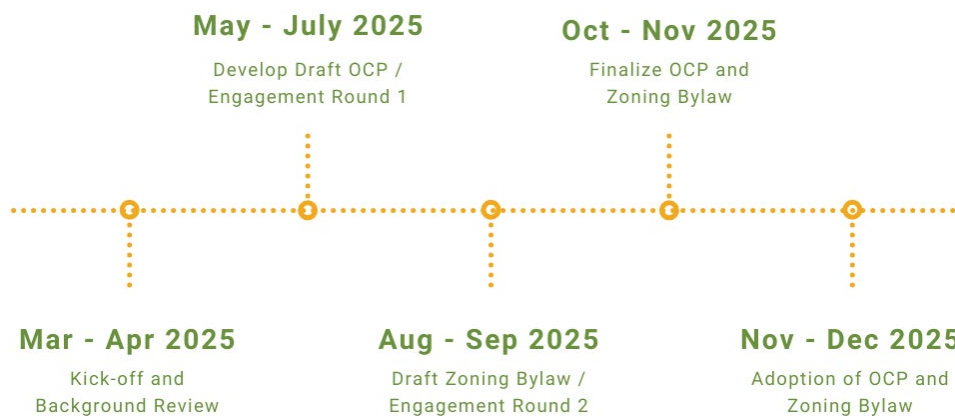 May - July 2025
Develop Draft OCP /
Engagement Round 1
Oct - Nov 2025
Finalize OCP and
Zoning Bylaw
Mar - Apr 2025
Kick-off and
Background Review
Aug - Sep 2025
Draft Zoning Bylaw /
Engagement Round 2
Nov - Dec 2025
Adoption of OCP and
Zoning Bylaw